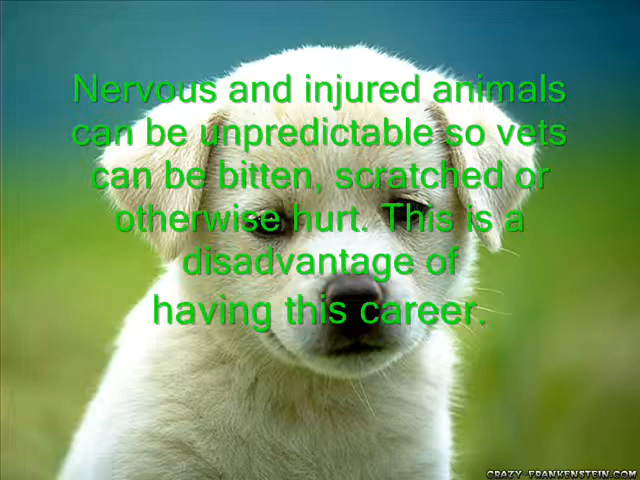 Nervous and injured animals
can be unpredictable so vets
can be bitten, scratched or
otherwise hurt. This is a
disadvantage of
having this career.
CRAZY-FRANKENSTEIN.COM